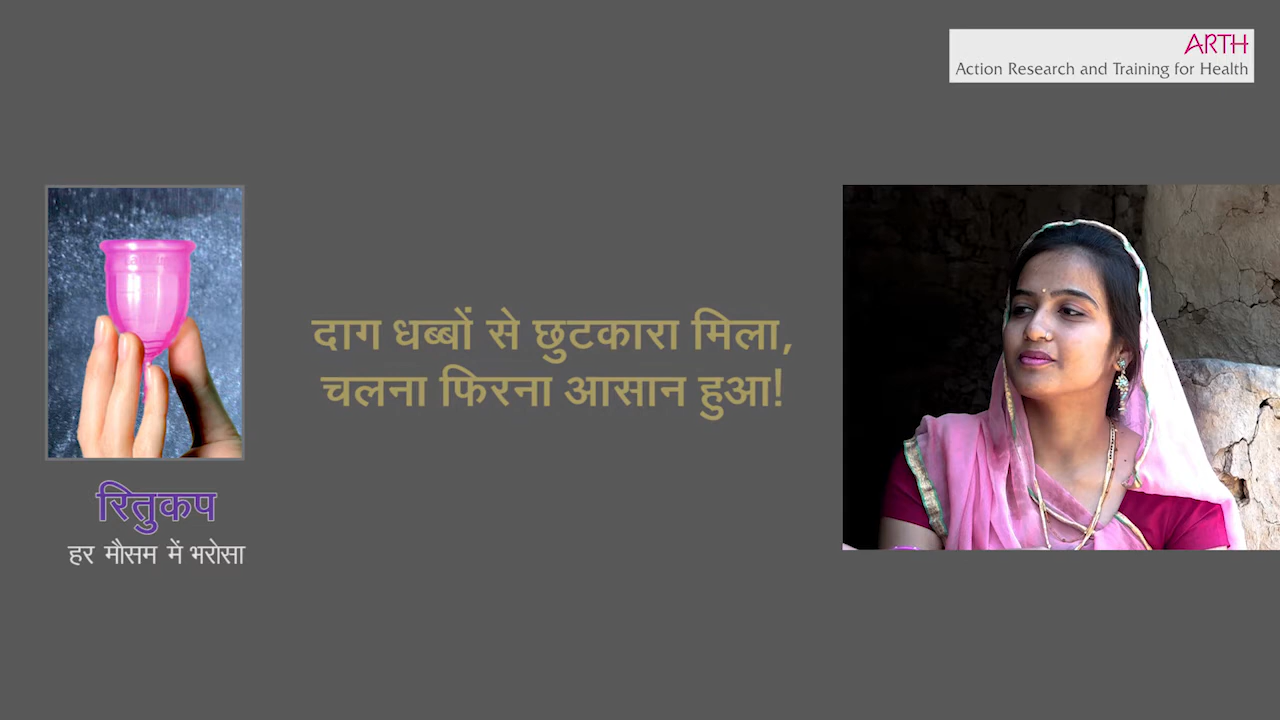 ARTH
Action Research and Training for Health
दाग धब्बों से छुटकारा मिला,
चलना फिरना आसान हुआ!
रितुकप
हर मौसम में भरोसा